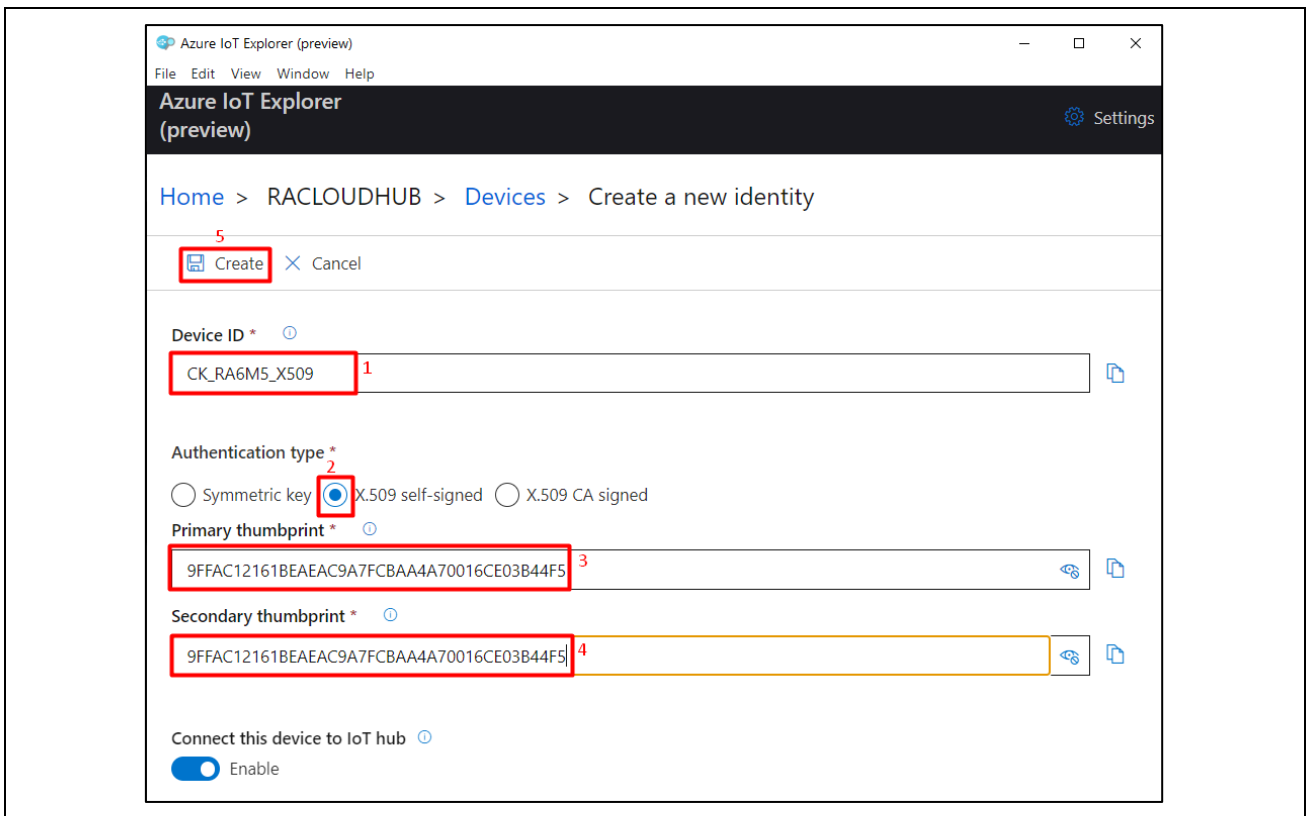 Azure IoT Explorer (preview)
File Edit View Window Help
Azure IoT Explorer
(preview)
Settings
Home > RACLOUDHUB > Devices > Create a new identity
5
Create Cancel
Device ID *
CK_RA6M5_X509 1
Authentication type *
2
Symmetric key X.509 self-signed X.509 CA signed
Primary thumbprint *
9FFAC12161BEAEAC9A7FCBAA4A70016CE03B44F5 3
Secondary thumbprint *
9FFAC12161BEAEAC9A7FCBAA4A70016CE03B44F5 4
Connect this device to IoT hub
Enable